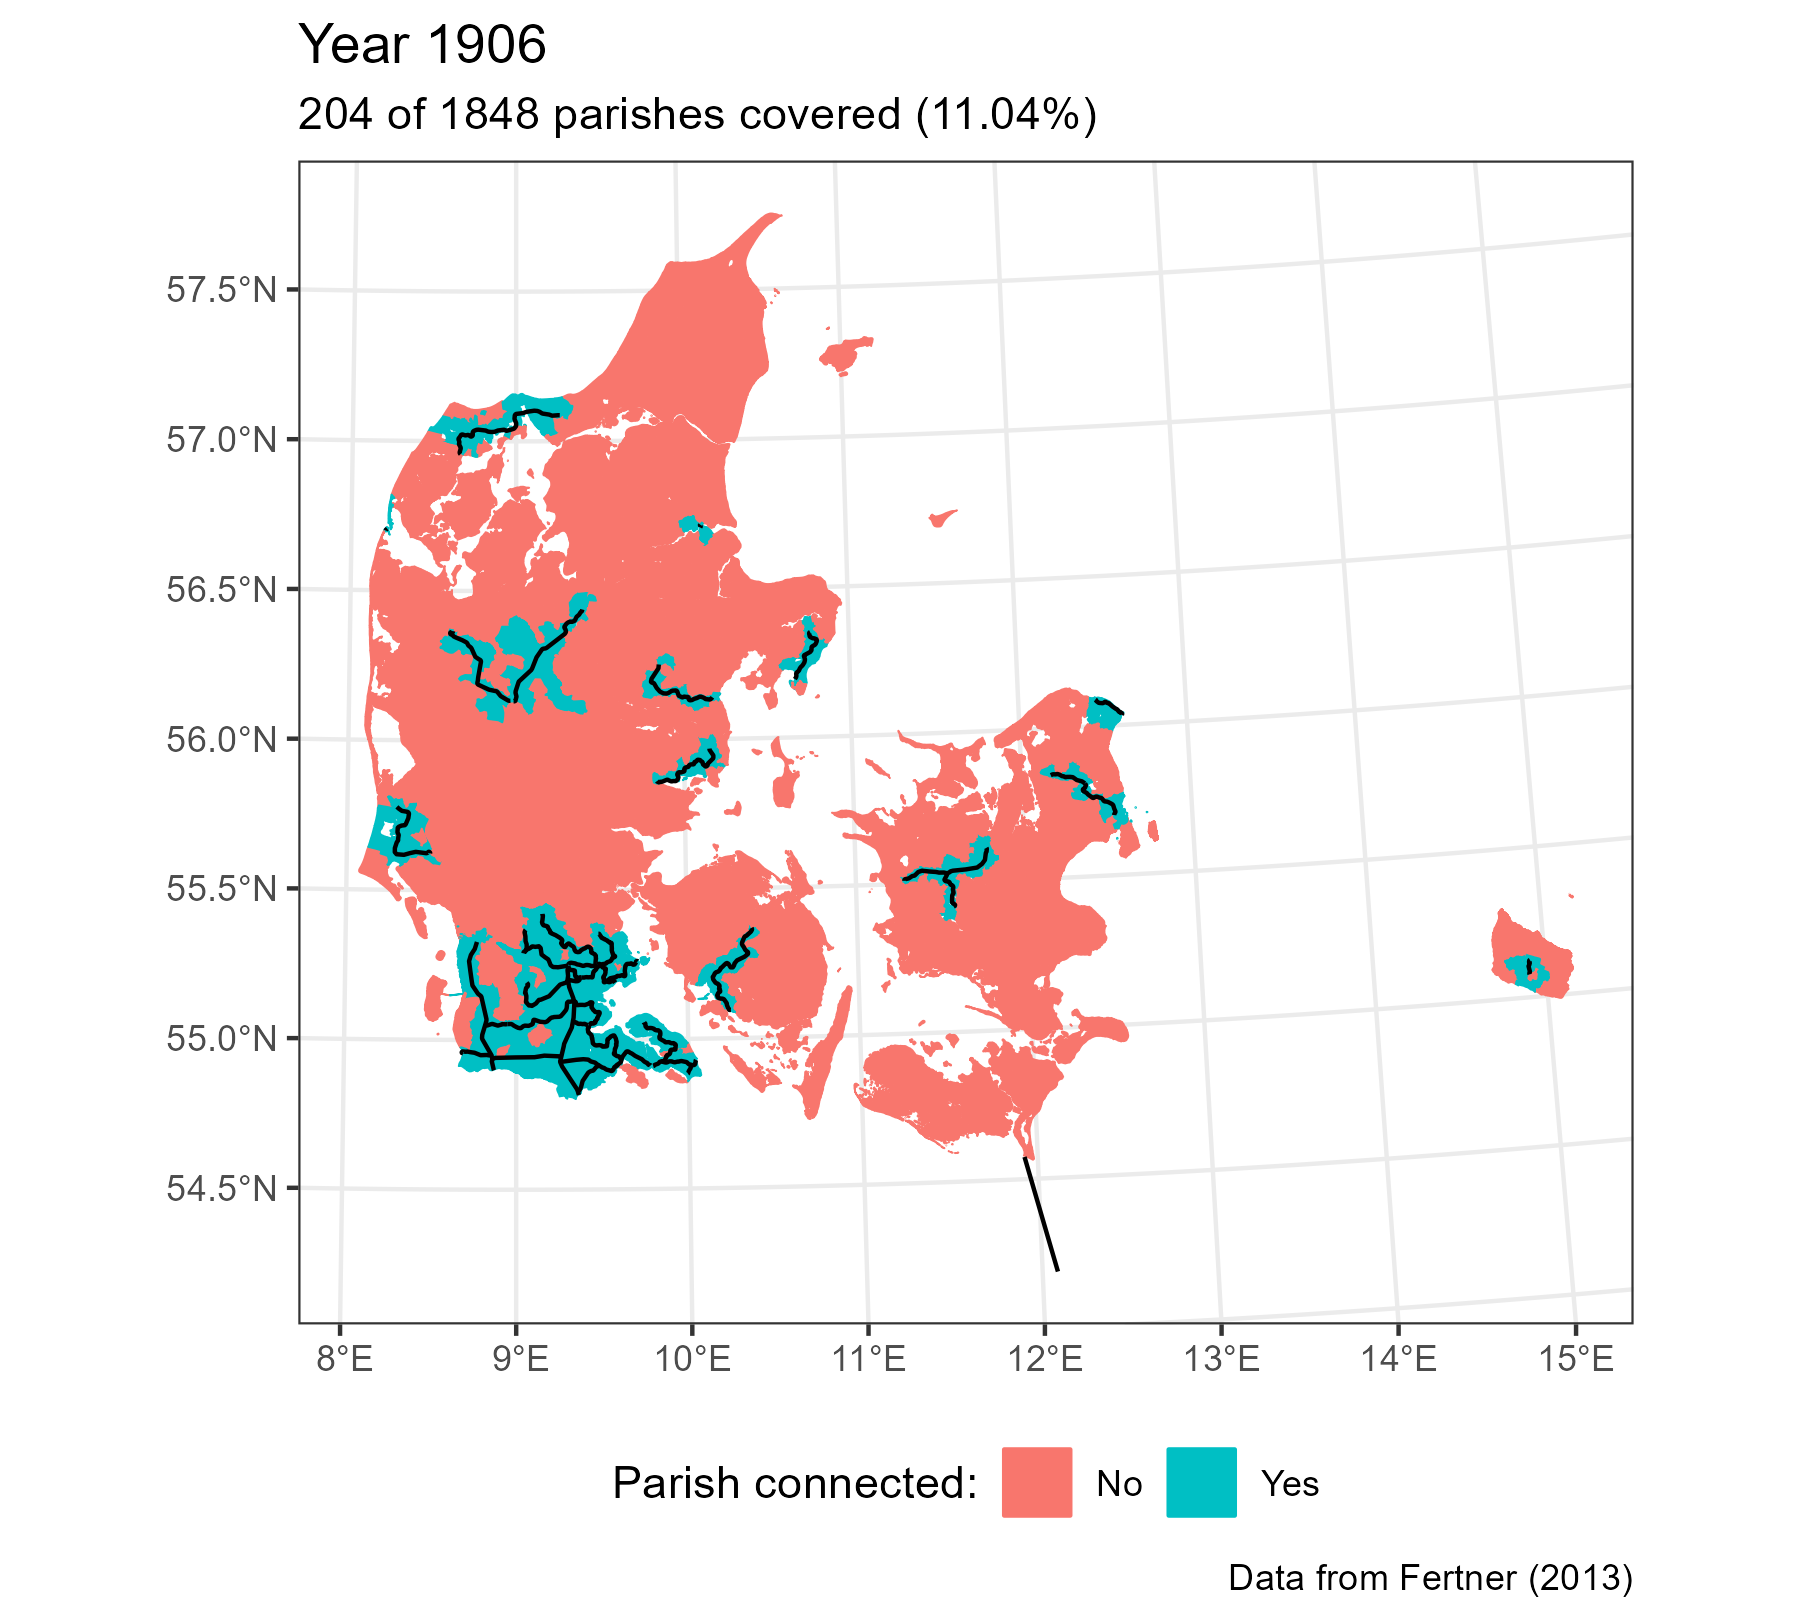 Year 1906
204 of 1848 parishes covered (11.04%)
57.5°N
57.0°N
56.5°N
56.0°N
55.5°N
55.0°N
54.5°N
8°E 9°E 10°E 11°E 12°E 13°E 14°E 15°E
Parish connected: No Yes
Data from Fertner (2013)